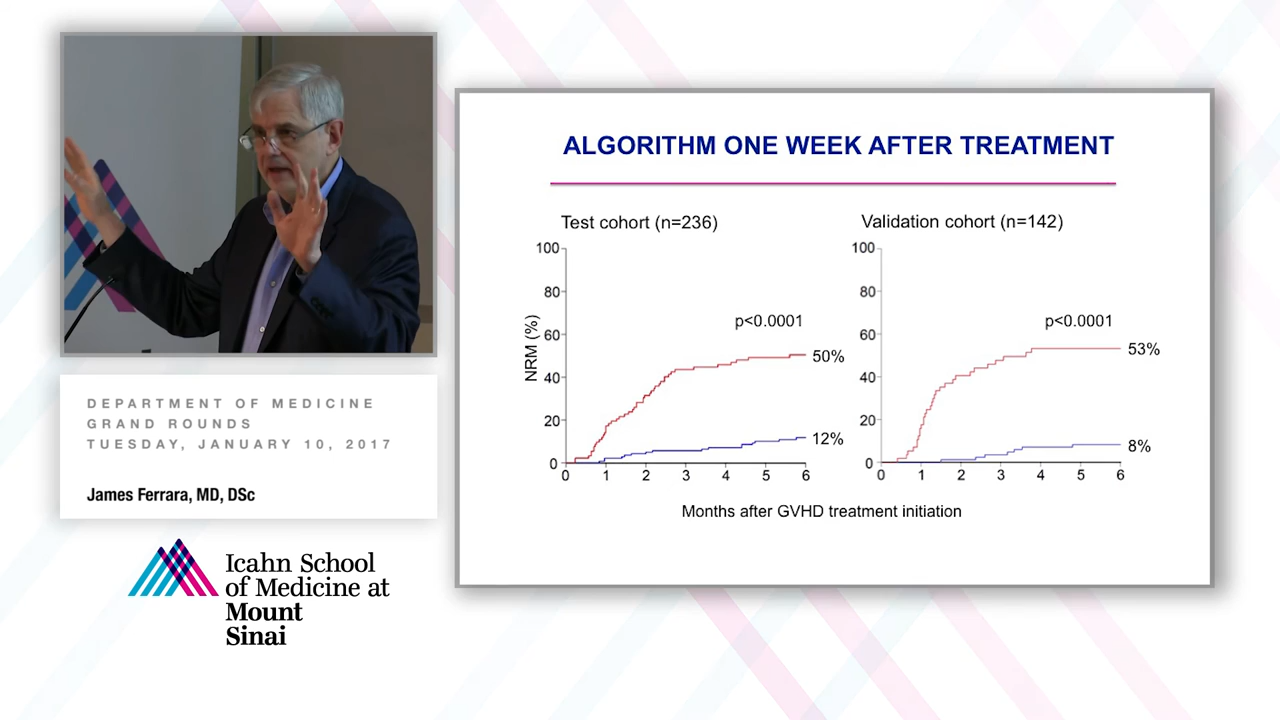 DEPARTMENT OF MEDICINE
GRAND ROUNDS
TUESDAY, JANUARY 10, 2017
James Ferrara, MD, DSc
Icahn School
of Medicine at
Mount
Sinai
ALGORITHM ONE WEEK AFTER TREATMENT
Test cohort (n=236)
100
80
60
40
20
0
NRM (%)
p<0.0001
50%
12%
0 1 2 3 4 5 6
Validation cohort (n=142)
100
80
60
40
20
0
p<0.0001
53%
8%
0 1 2 3 4 5 6
Months after GVHD treatment initiation